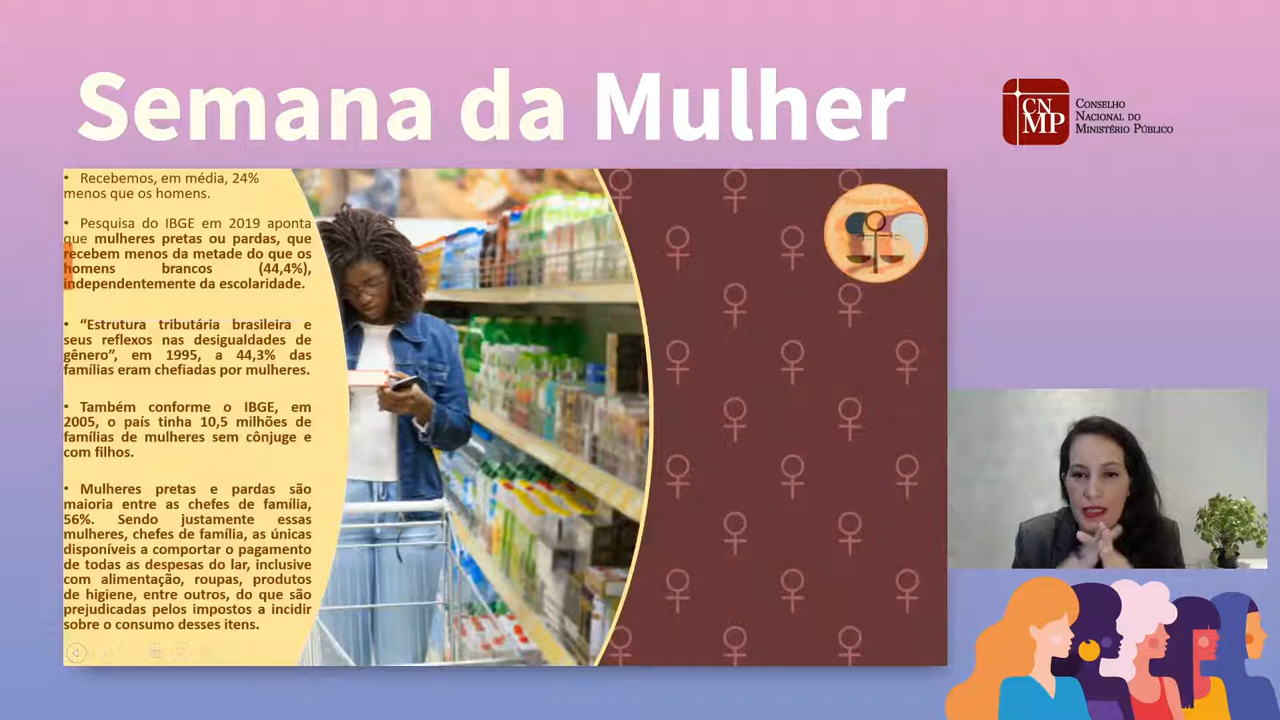 Semana da Mulher
CN
MP
CONSELHO
NACIONAL DO
MINISTÉRIO PÚBLICO
• Recebemos, em média, 24%
menos que os homens.
• Pesquisa do IBGE em 2019 aponta
que mulheres pretas ou pardas, que
recebem menos da metade do que os
homens brancos (44,4%),
independentemente da escolaridade.
• “Estrutura tributária brasileira e
seus reflexos nas desigualdades de
gênero”, em 1995, a 44,3% das
famílias eram chefiadas por mulheres.
• Também conforme o IBGE, em
2005, o país tinha 10,5 milhões de
famílias de mulheres sem cônjuge e
com filhos.
• Mulheres pretas e pardas são
maioria entre as chefes de família,
56%. Sendo justamente essas
mulheres, chefes de família, as únicas
disponíveis a comportar o pagamento
de todas as despesas do lar, inclusive
com alimentação, roupas, produtos
de higiene, entre outros, do que são
prejudicadas pelos impostos a incidir
sobre o consumo desses itens.